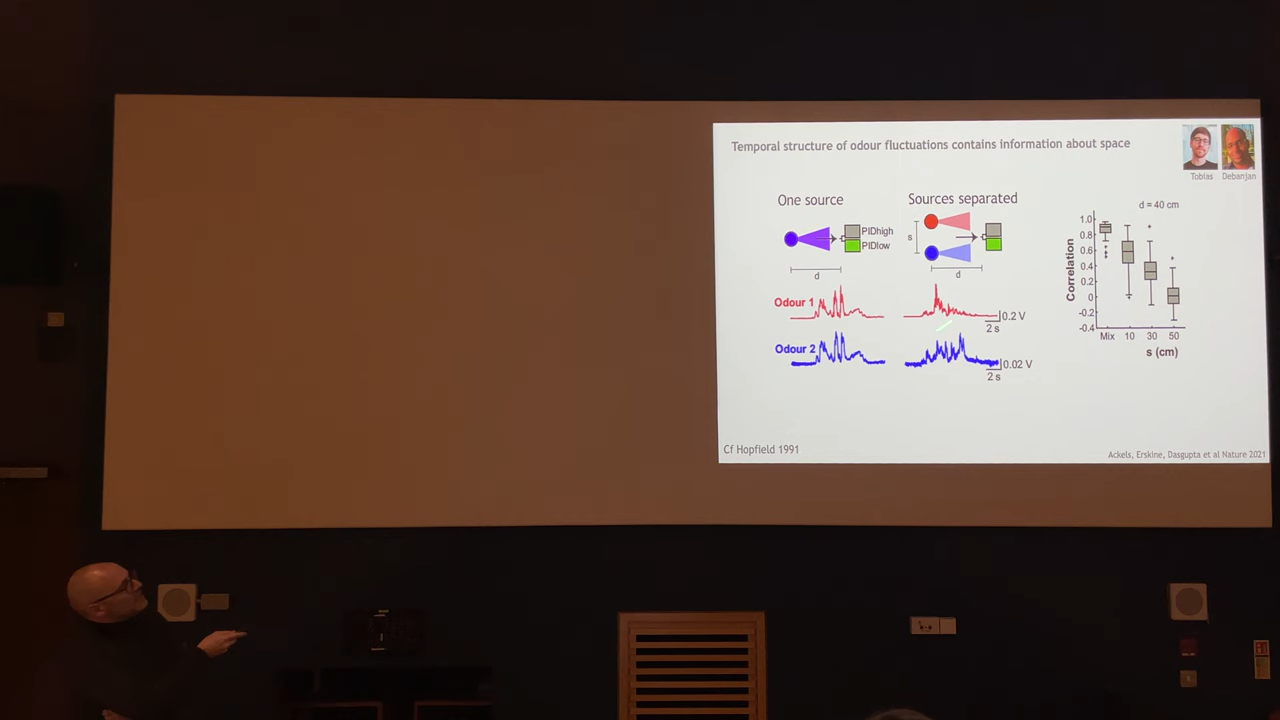 Temporal structure of odour fluctuations contains information about space
Tobias Debanjan
One source
PIDhigh
PIDlow
d
Sources separated
s
d
Odour 1
0.2 V
2 s
Odour 2
0.02 V
2 s
d = 40 cm
Correlation
1.0
0.8
0.6
0.4
0.2
0
-0.2
-0.4
Mix 10 30 50
s (cm)
Cf Hopfield 1991
Ackels, Erskine, Dasgupta et al Nature 2021